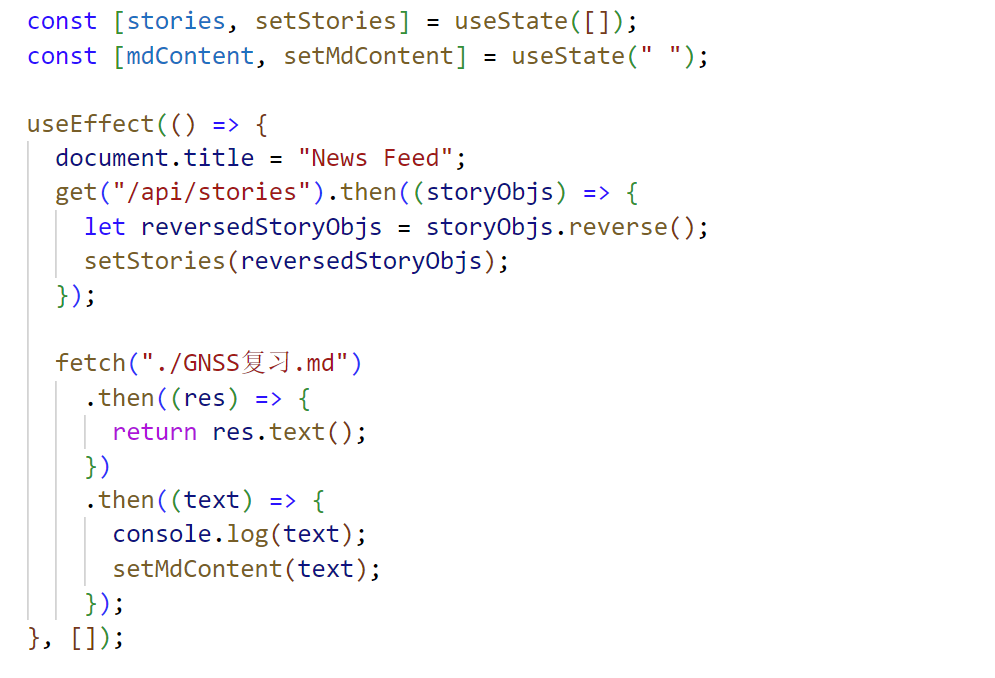 const [stories, setStories] = useState([]);
const [mdContent, setMdContent] = useState(" ");
useEffect(() => {
document.title = "News Feed";
get("/api/stories").then((storyObjs) => {
let reversedStoryObjs = storyObjs.reverse();
setStories(reversedStoryObjs);
});
fetch("./GNSS复习.md")
.then((res) => {
return res.text();
})
.then((text) => {
console.log(text);
setMdContent(text);
});
}, []);